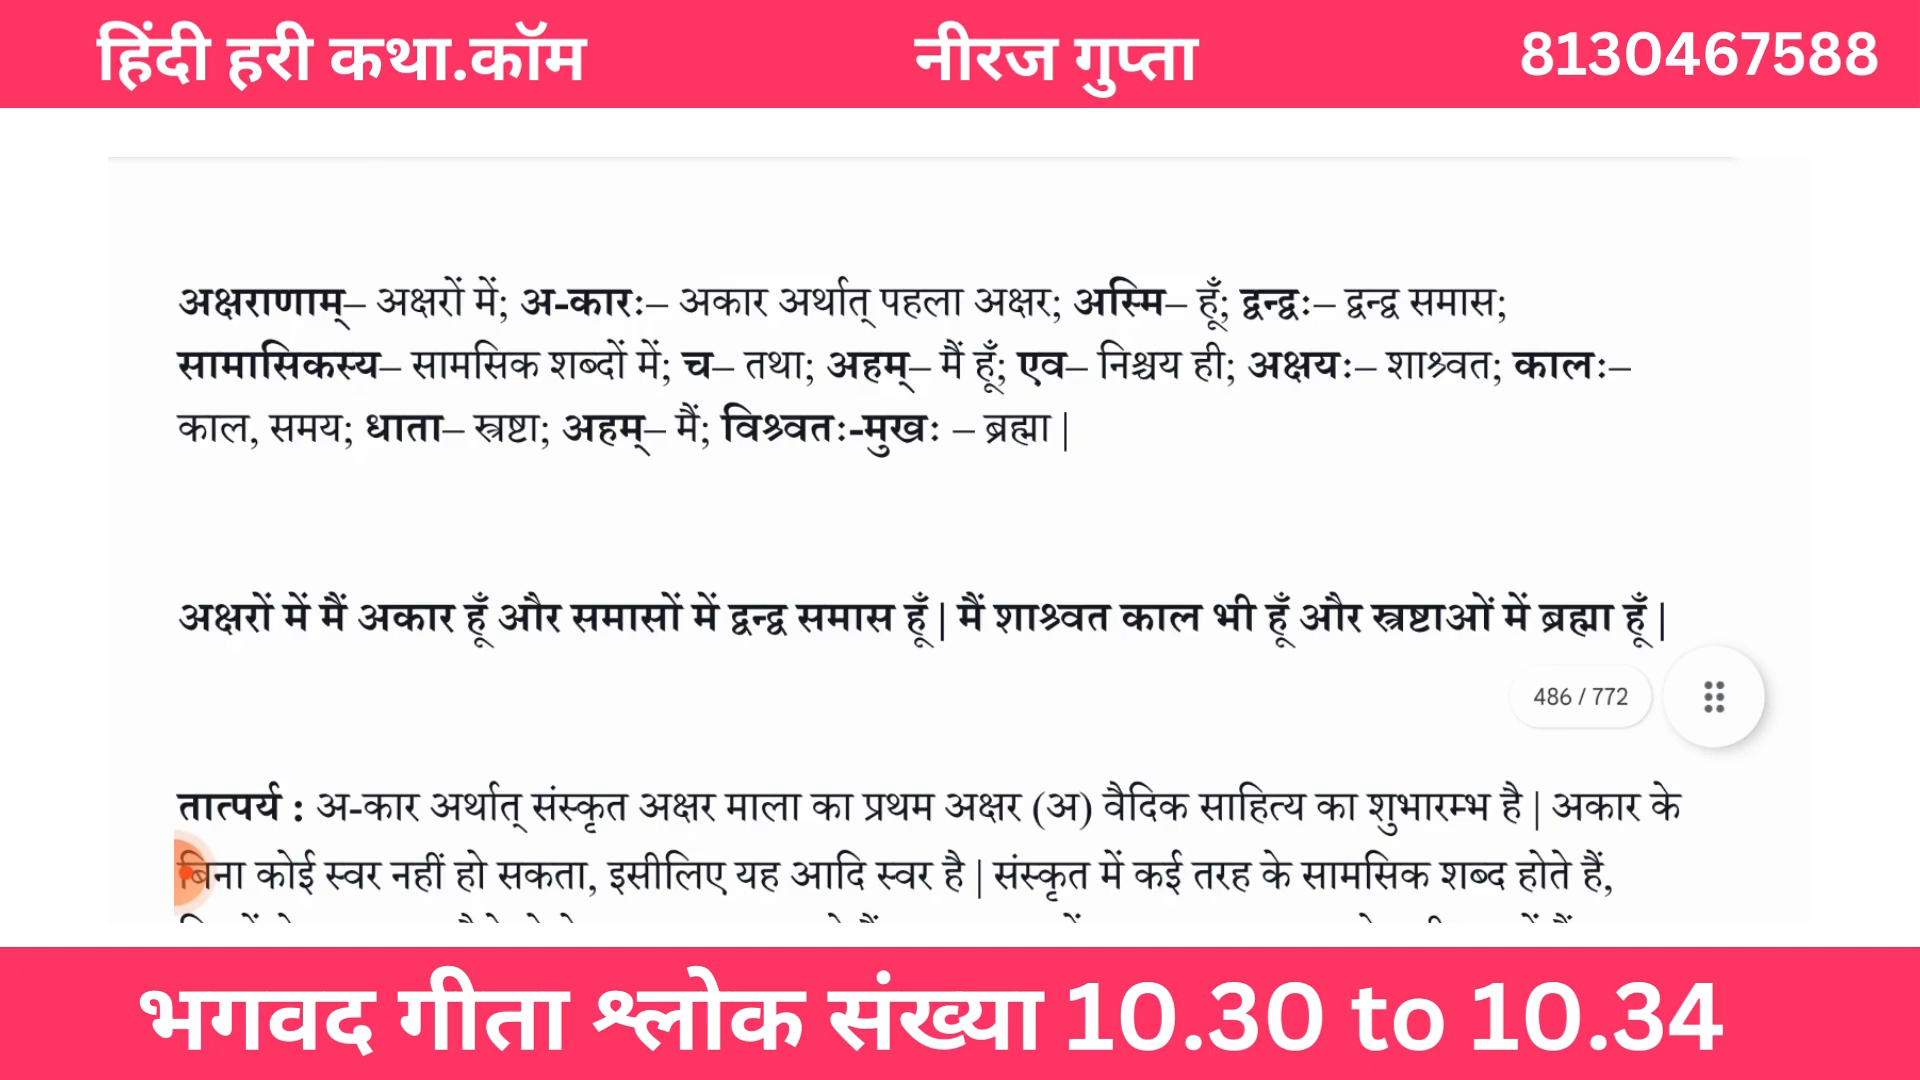 हिंदी हरी कथा.कॉम नीरज गुप्ता 8130467588
अक्षराणाम्– अक्षरों में; अ-कारः– अकार अर्थात् पहला अक्षर; अस्मि– हूँ; द्वन्द्वः– द्वन्द्व समास;
सामासिकस्य– सामसिक शब्दों में; च– तथा; अहम्– मैं हूँ; एव– निश्चय ही; अक्षयः– शाश्र्वत; कालः–
काल, समय; धाता– स्त्रष्टा; अहम्– मैं; विश्र्वतः-मुखः – ब्रह्मा |
अक्षरों में मैं अकार हूँ और समासों में द्वन्द्व समास हूँ | मैं शाश्र्वत काल भी हूँ और स्त्रष्टाओं में ब्रह्मा हूँ |
486 / 772
तात्पर्य : अ-कार अर्थात् संस्कृत अक्षर माला का प्रथम अक्षर (अ) वैदिक साहित्य का शुभारम्भ है | अकार के
बिना कोई स्वर नहीं हो सकता, इसीलिए यह आदि स्वर है | संस्कृत में कई तरह के सामसिक शब्द होते हैं,
भगवद गीता श्लोक संख्या 10.30 to 10.34